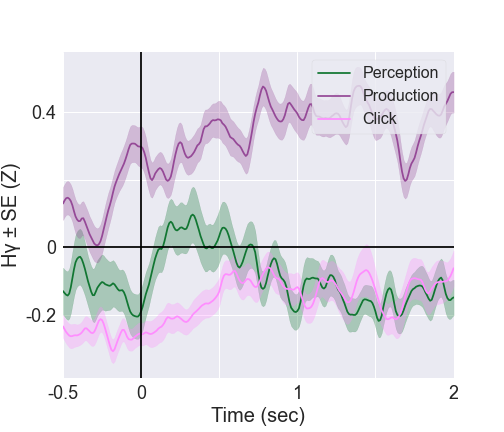 Perception
Production
Click
0.4
0
-0.2
Hγ ± SE (Z)
-0.5 0 1 2
Time (sec)